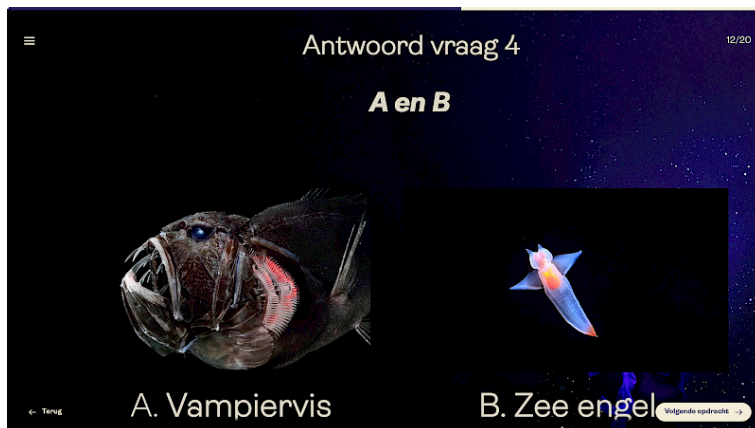 Antwoord vraag 4
12/20
A en B
A. Vampiervis
B. Zee engel
← Terug
Volgende opdracht →